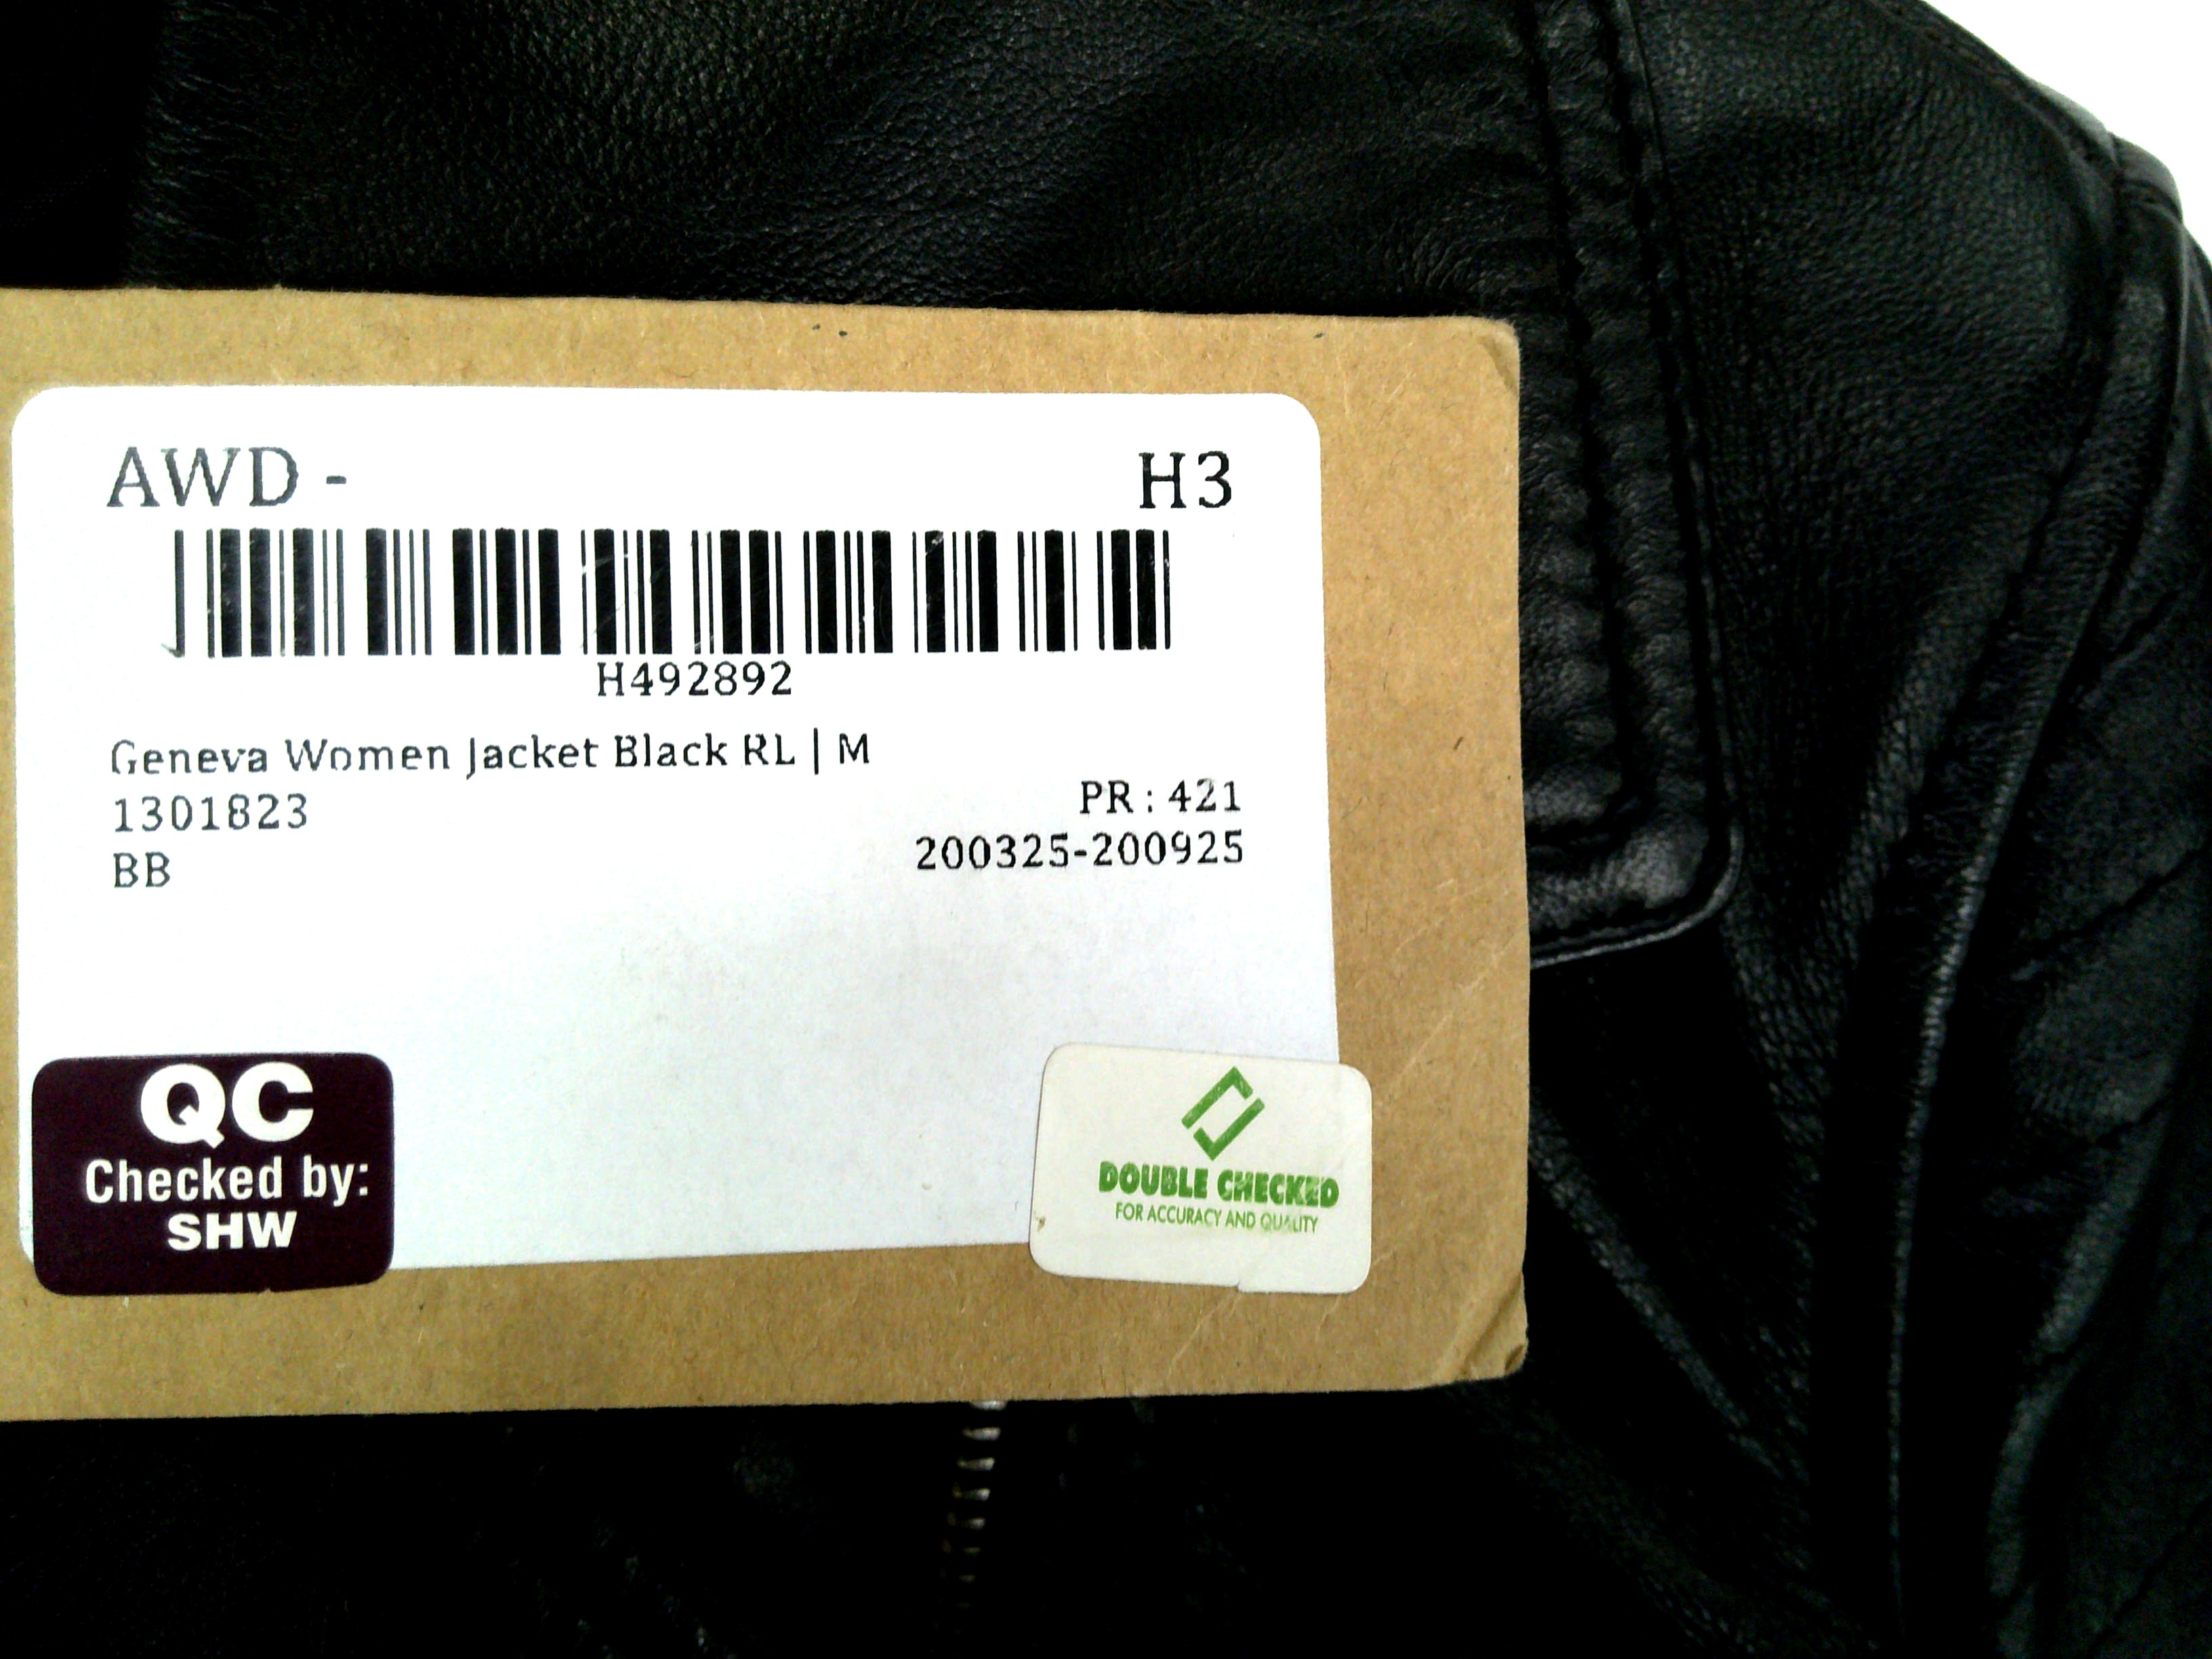 AWD - H3
H492892
Geneva Women Jacket Black RL | M
1301823 PR : 421
BB 200325-200925
QC
Checked by:
SHW
DOUBLE CHECKED
FOR ACCURACY AND QUALITY